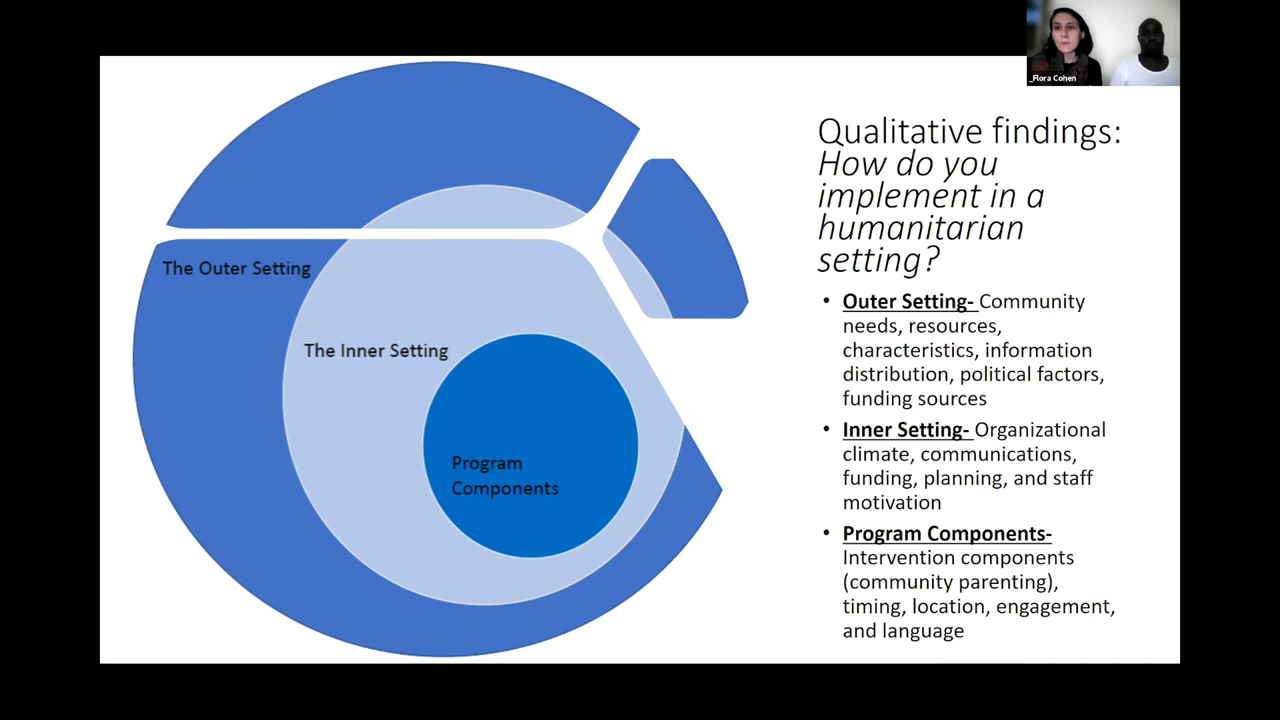 _Flora Cohen
Qualitative findings:
How do you
implement in a
humanitarian
setting?
The Outer Setting
The Inner Setting
Program
Components
• Outer Setting- Community
needs, resources,
characteristics, information
distribution, political factors,
funding sources
• Inner Setting- Organizational
climate, communications,
funding, planning, and staff
motivation
• Program Components-
Intervention components
(community parenting),
timing, location, engagement,
and language